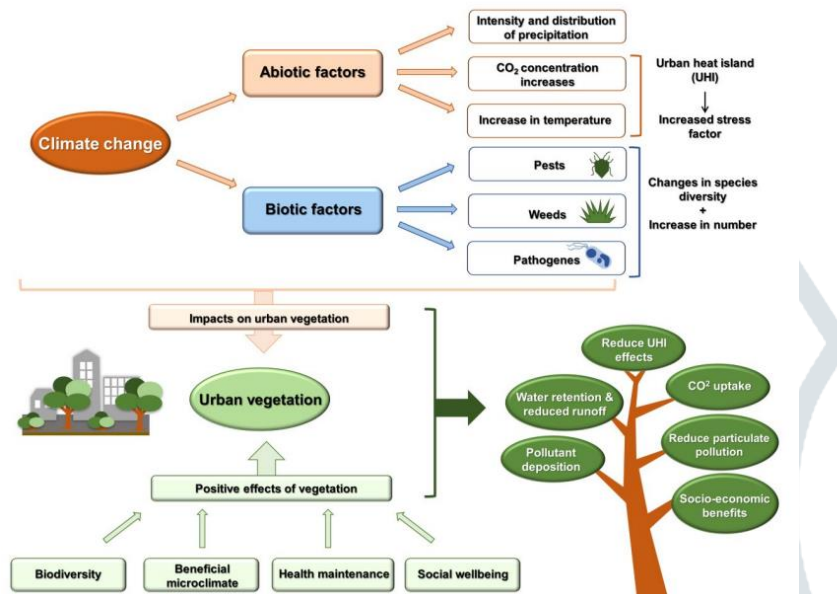 Intensity and distribution
of precipitation
Abiotic factors
CO₂ concentration
increases
Urban heat island
(UHI)
Increase in temperature
Increased stress
factor
Climate change
Pests
Biotic factors
Weeds
Changes in species
diversity
+
Increase in number
Pathogenes
Impacts on urban vegetation
Urban vegetation
Positive effects of vegetation
Biodiversity
Beneficial
microclimate
Health maintenance
Social wellbeing
Reduce UHI
effects
CO² uptake
Water retention &
reduced runoff
Reduce particulate
pollution
Pollutant
deposition
Socio-economic
benefits